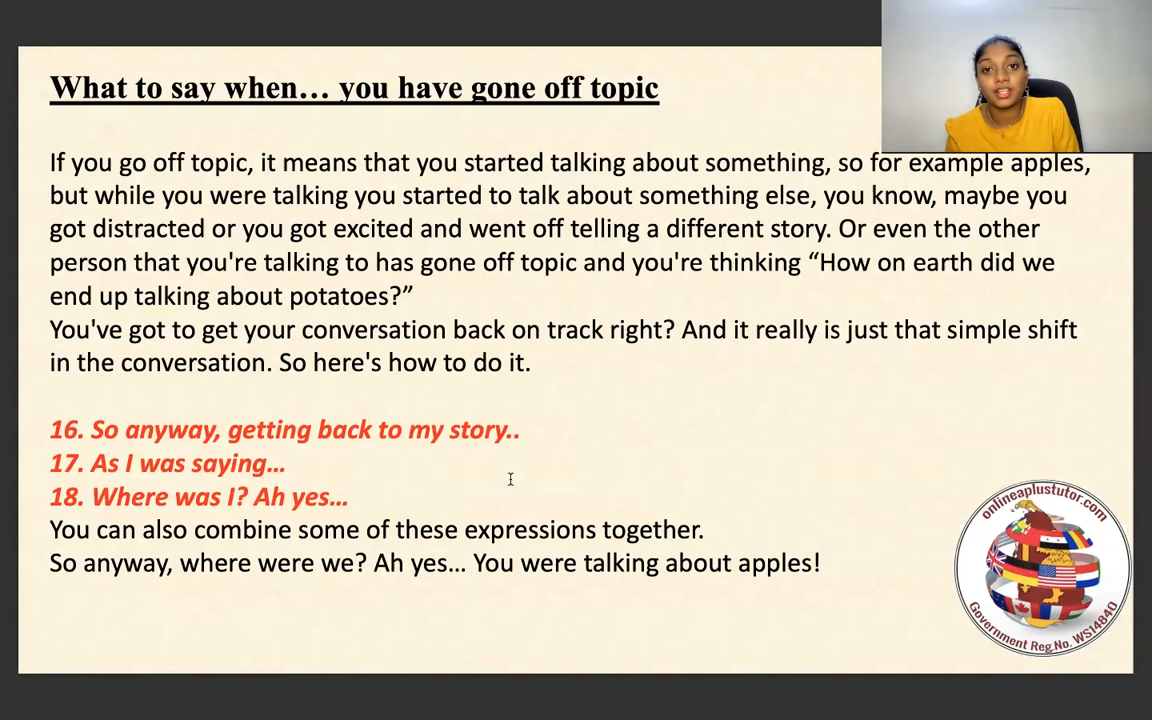 What to say when… you have gone off topic
If you go off topic, it means that you started talking about something, so for example apples,
but while you were talking you started to talk about something else, you know, maybe you
got distracted or you got excited and went off telling a different story. Or even the other
person that you're talking to has gone off topic and you're thinking “How on earth did we
end up talking about potatoes?”
You've got to get your conversation back on track right? And it really is just that simple shift
in the conversation. So here's how to do it.
16. So anyway, getting back to my story..
17. As I was saying…
18. Where was I? Ah yes…
You can also combine some of these expressions together.
So anyway, where were we? Ah yes… You were talking about apples!
onlineaplustutor.com
Government Reg.No. WS14840